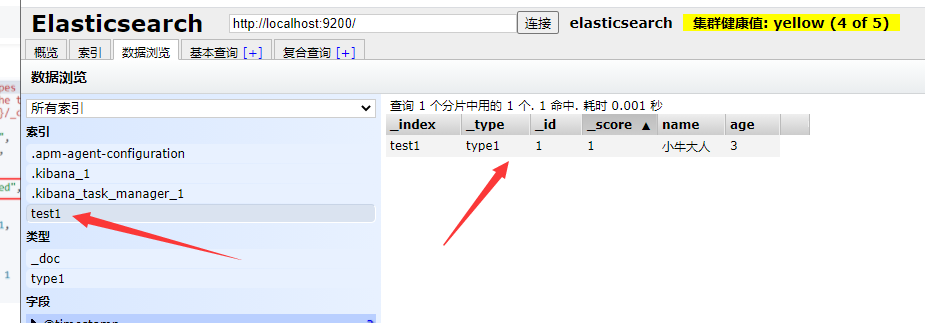 Elasticsearch http://localhost:9200/ 连接 elasticsearch 集群健康值: yellow (4 of 5)
概览 索引 数据浏览 基本查询 [+] 复合查询 [+]
数据浏览
所有索引
索引
.apm-agent-configuration
.kibana_1
.kibana_task_manager_1
test1
类型
_doc
type1
字段
查询 1 个分片中用的 1 个. 1 命中. 耗时 0.001 秒
_index _type _id _score ▲ name age
test1 type1 1 1 小牛大人 3